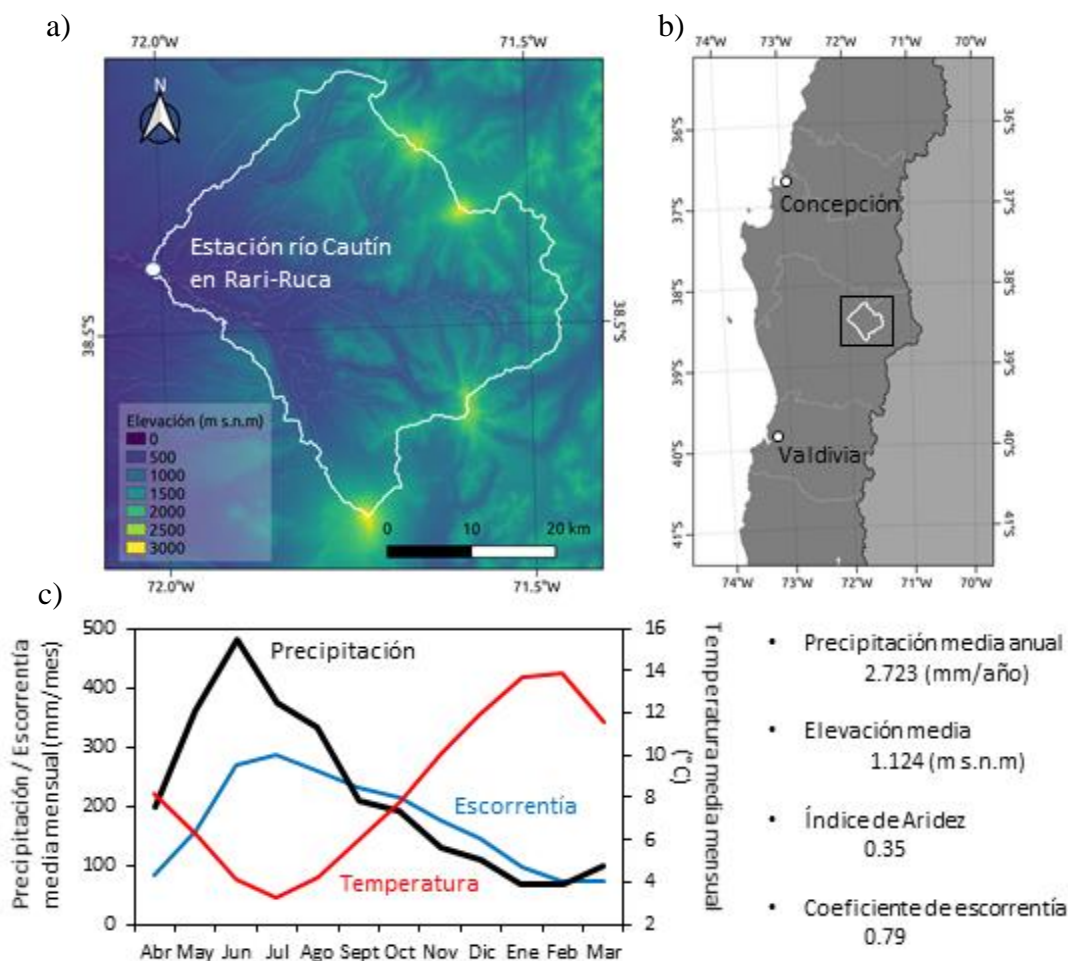 a)
72.0°W
71.5°W
N
Estación río Cautín
en Rari-Ruca
38.5°S
38.5°S
Elevación (m s.n.m)
0
500
1000
1500
2000
2500
3000
0 10 20 km
72.0°W
71.5°W
b)
74°W 73°W 72°W 71°W 70°W
36°S
36°S
Concepción
37°S
37°S
38°S
38°S
39°S
39°S
40°S
40°S
Valdivia
41°S
41°S
74°W 73°W 72°W 71°W 70°W
c)
Precipitación / Escorrentía
media mensual (mm/mes)
500
400
300
200
100
0
Precipitación
Escorrentía
Temperatura
16
14
12
10
8
6
4
2
Temperatura media mensual
(°C)
Abr May Jun Jul Ago Sept Oct Nov Dic Ene Feb Mar
• Precipitación media anual
2.723 (mm/año)
• Elevación media
1.124 (m s.n.m)
• Índice de Aridez
0.35
• Coeficiente de escorrentía
0.79